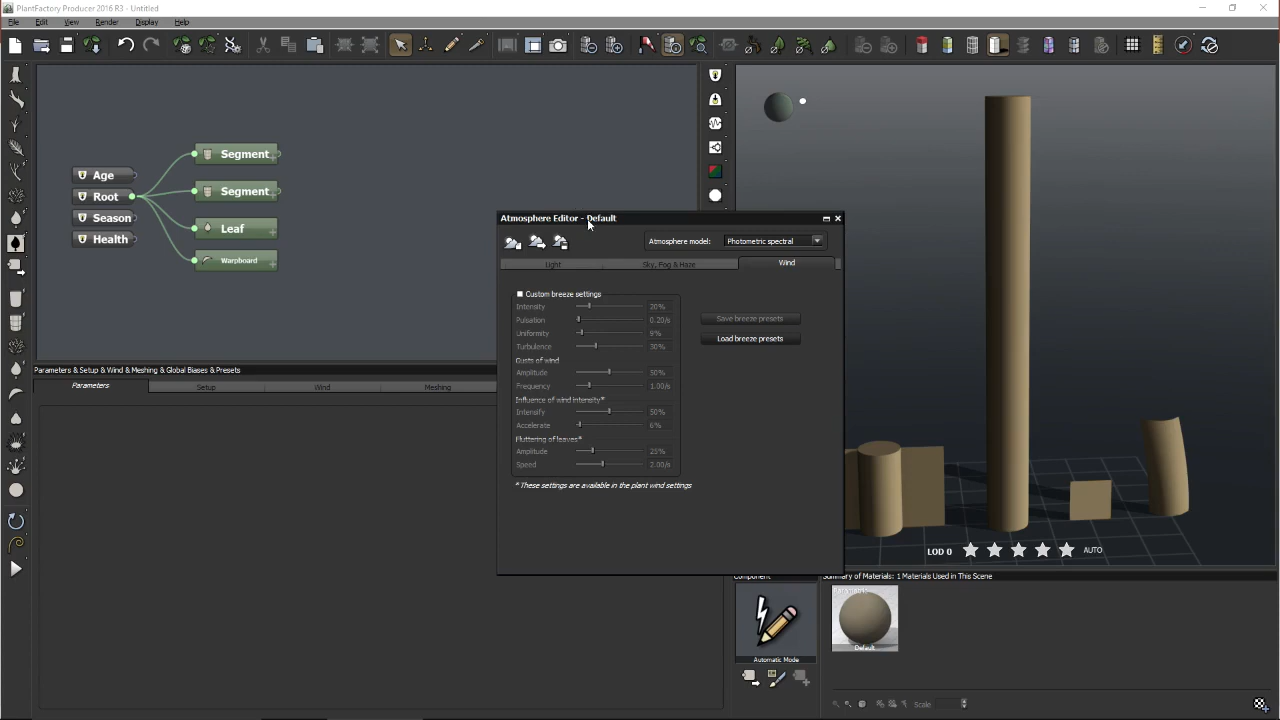 PlantFactory Producer 2016 R3 - Untitled
File Edit View Render Display Help
Age
Root
Season
Health
Segment
Segment
Leaf
Warpboard
Atmosphere Editor - Default
Atmosphere model: Photometric spectral
Light Sky, Fog & Haze Wind
Custom breeze settings
Intensity 20%
Pulsation 0.20/s
Uniformity 9%
Turbulence 30%
Gusts of wind
Amplitude 50%
Frequency 1.00/s
Influence of wind intensity*
Intensify 50%
Accelerate 6%
Fluttering of leaves*
Amplitude 25%
Speed 2.00/s
* These settings are available in the plant wind settings
Save breeze presets
Load breeze presets
Parameters & Setup & Wind & Meshing & Global Biases & Presets
Parameters Setup Wind Meshing
LOD 0 AUTO
Component
Automatic Mode
Summary of Materials: 1 Materials Used in This Scene
Default
Scale